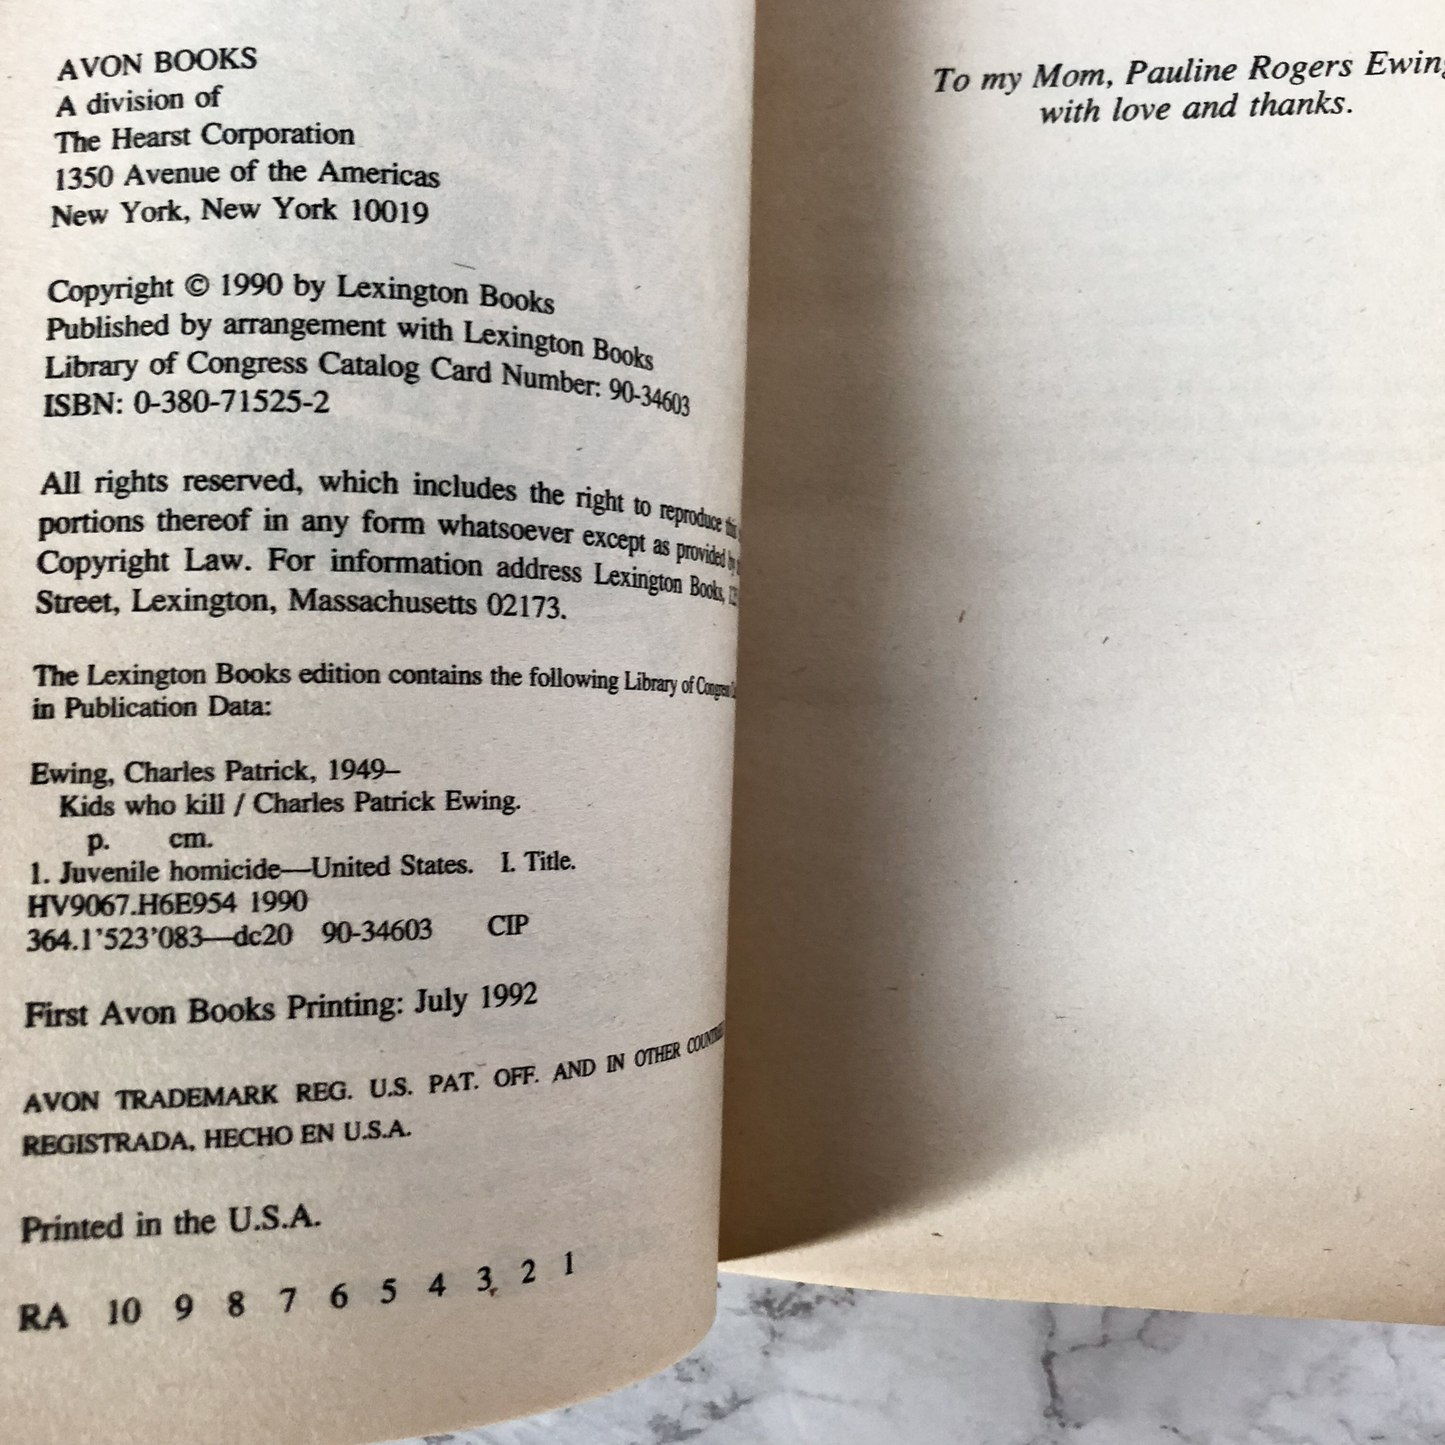 AVON BOOKS
A division of
The Hearst Corporation
1350 Avenue of the Americas
New York, New York 10019
Copyright © 1990 by Lexington Books
Published by arrangement with Lexington Books
Library of Congress Catalog Card Number: 90-34603
ISBN: 0-380-71525-2
All rights reserved, which includes the right to reproduce this
portions thereof in any form whatsoever except as provided by
Copyright Law. For information address Lexington Books,
Street, Lexington, Massachusetts 02173.
The Lexington Books edition contains the following Library of Congress
in Publication Data:
Ewing, Charles Patrick, 1949–
Kids who kill / Charles Patrick Ewing.
p. cm.
1. Juvenile homicide—United States. I. Title.
HV9067.H6E954 1990
364.1'523'083—dc20 90-34603 CIP
First Avon Books Printing: July 1992
AVON TRADEMARK REG. U.S. PAT. OFF. AND IN OTHER
REGISTRADA, HECHO EN U.S.A.
Printed in the U.S.A.
RA 10 9 8 7 6 5 4 3 2 1
To my Mom, Pauline Rogers Ewing
with love and thanks.